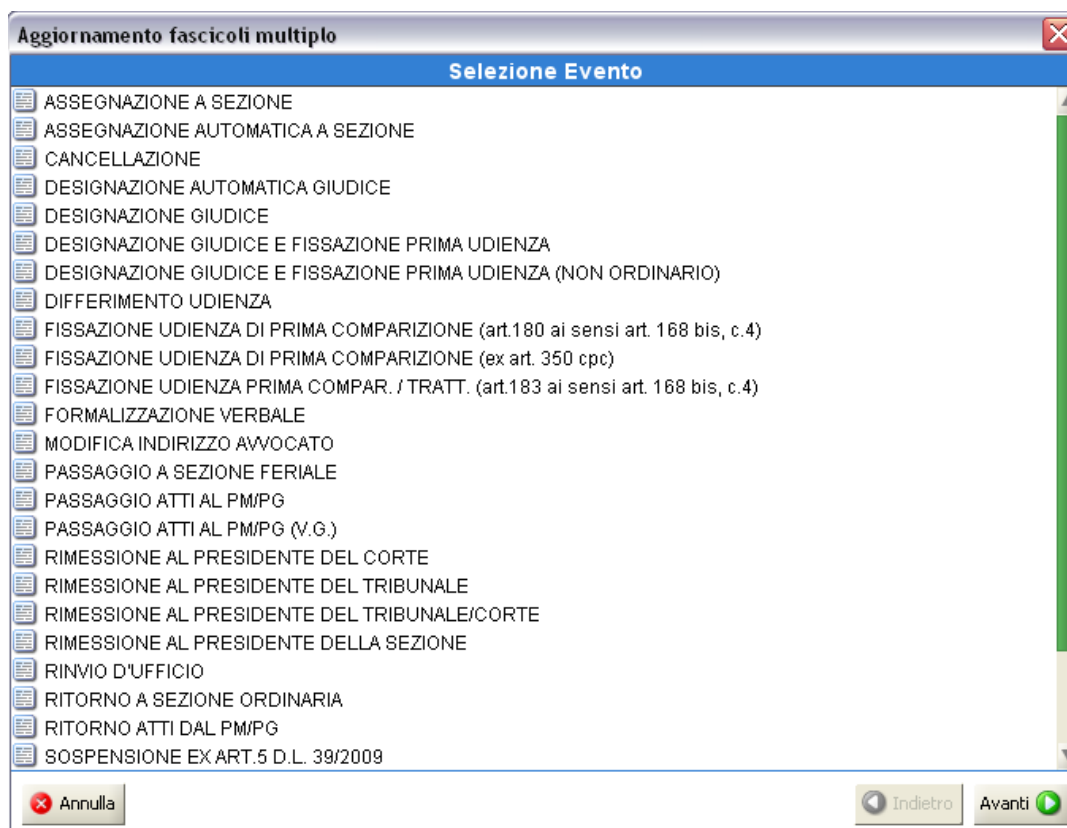 Aggiornamento fascicoli multiplo
Selezione Evento
ASSEGNAZIONE A SEZIONE
ASSEGNAZIONE AUTOMATICA A SEZIONE
CANCELLAZIONE
DESIGNAZIONE AUTOMATICA GIUDICE
DESIGNAZIONE GIUDICE
DESIGNAZIONE GIUDICE E FISSAZIONE PRIMA UDIENZA
DESIGNAZIONE GIUDICE E FISSAZIONE PRIMA UDIENZA (NON ORDINARIO)
DIFFERIMENTO UDIENZA
FISSAZIONE UDIENZA DI PRIMA COMPARIZIONE (art.180 ai sensi art. 168 bis, c.4)
FISSAZIONE UDIENZA DI PRIMA COMPARIZIONE (ex art. 350 cpc)
FISSAZIONE UDIENZA PRIMA COMPAR. / TRATT. (art.183 ai sensi art. 168 bis, c.4)
FORMALIZZAZIONE VERBALE
MODIFICA INDIRIZZO AVVOCATO
PASSAGGIO A SEZIONE FERIALE
PASSAGGIO ATTI AL PM/PG
PASSAGGIO ATTI AL PM/PG (V.G.)
RIMESSIONE AL PRESIDENTE DEL CORTE
RIMESSIONE AL PRESIDENTE DEL TRIBUNALE
RIMESSIONE AL PRESIDENTE DEL TRIBUNALE/CORTE
RIMESSIONE AL PRESIDENTE DELLA SEZIONE
RINVIO D'UFFICIO
RITORNO A SEZIONE ORDINARIA
RITORNO ATTI DAL PM/PG
SOSPENSIONE EX ART.5 D.L. 39/2009
Annulla Indietro Avanti